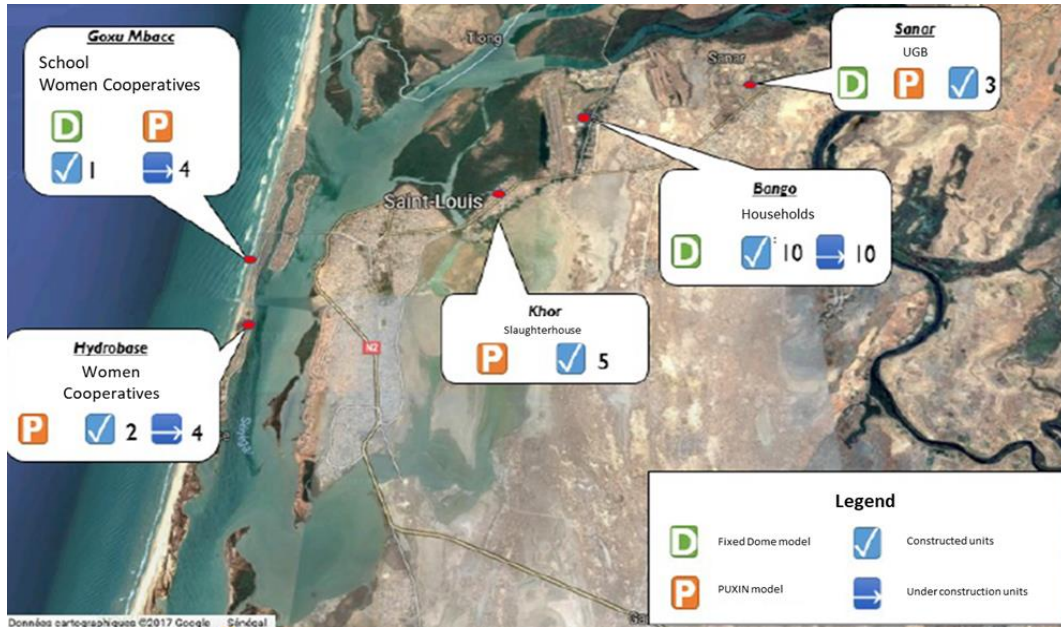 Goxu Mbacc
School
Women Cooperatives
D P
1 4
Tiong
Sanar
Sanar
UGB
D P 3
Saint-Louis
Bango
Households
D 10 10
Khor
Slaughterhouse
P 5
N2
Hydrobase
Women
Cooperatives
P 2 4
Legend
D Fixed Dome model Constructed units
P PUXIN model Under construction units
Données cartographiques ©2017 Google Sénégal